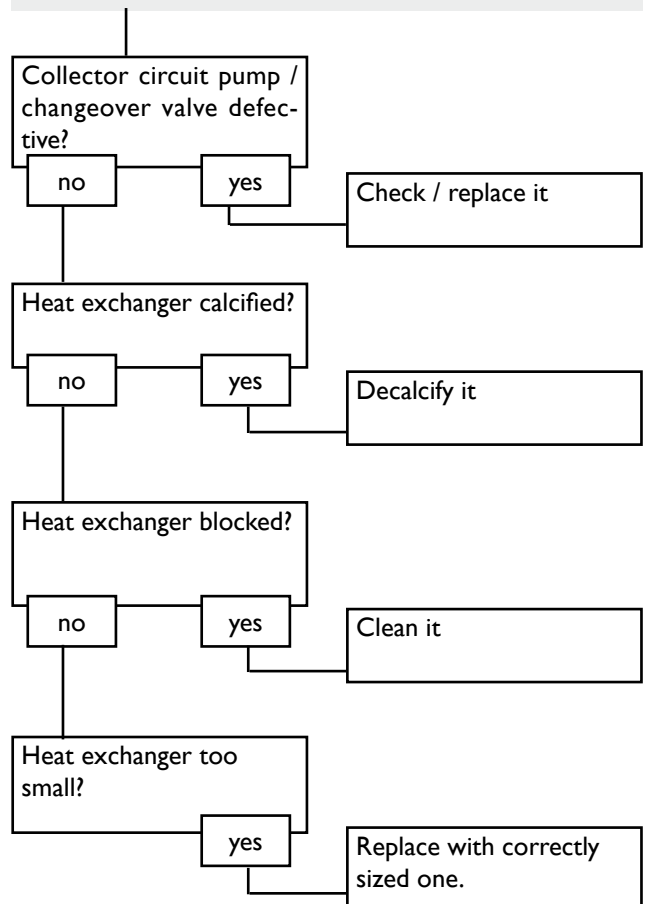 Collector circuit pump /
changeover valve defec-
tive?
no
yes
Check / replace it
Heat exchanger calcified?
no
yes
Decalcify it
Heat exchanger blocked?
no
yes
Clean it
Heat exchanger too
small?
yes
Replace with correctly
sized one.